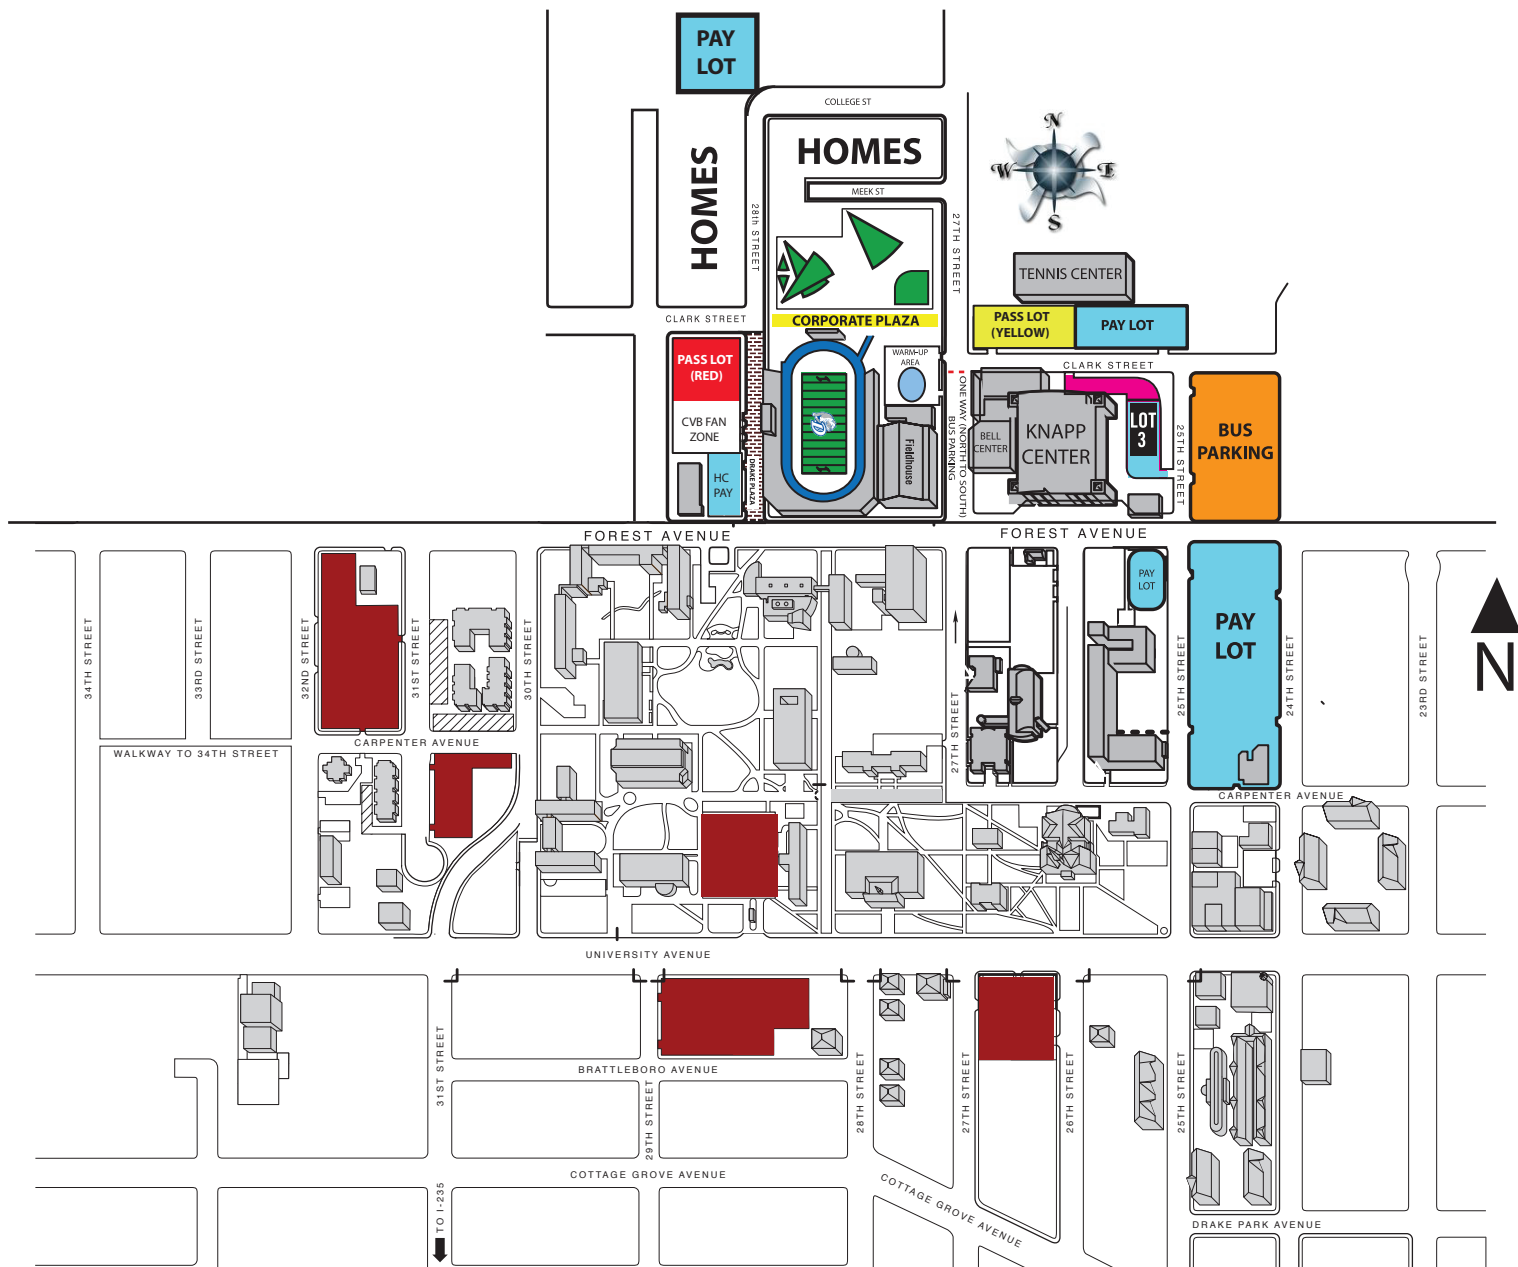 PAY
LOT
COLLEGE ST
HOMES
HOMES
MEEK ST
28th STREET
27TH STREET
N
W
E
S
TENNIS CENTER
CLARK STREET
CORPORATE PLAZA
PASS LOT
(YELLOW)
PAY LOT
CLARK STREET
PASS LOT
(RED)
WARM-UP
AREA
CVB FAN
ZONE
HC
PAY
DRAKE PLAZA
Fieldhouse
ONE WAY (NORTH TO SOUTH)
BUS PARKING
BELL
CENTER
KNAPP
CENTER
LOT
3
25TH STREET
BUS
PARKING
FOREST AVENUE
FOREST AVENUE
PAY
LOT
PAY
LOT
34TH STREET
33RD STREET
32ND STREET
31ST STREET
30TH STREET
27TH STREET
25TH STREET
24TH STREET
23RD STREET
N
CARPENTER AVENUE
WALKWAY TO 34TH STREET
CARPENTER AVENUE
UNIVERSITY AVENUE
31ST STREET
BRATTLEBORO AVENUE
29TH STREET
28TH STREET
27TH STREET
26TH STREET
25TH STREET
COTTAGE GROVE AVENUE
COTTAGE GROVE AVENUE
TO I-235
DRAKE PARK AVENUE